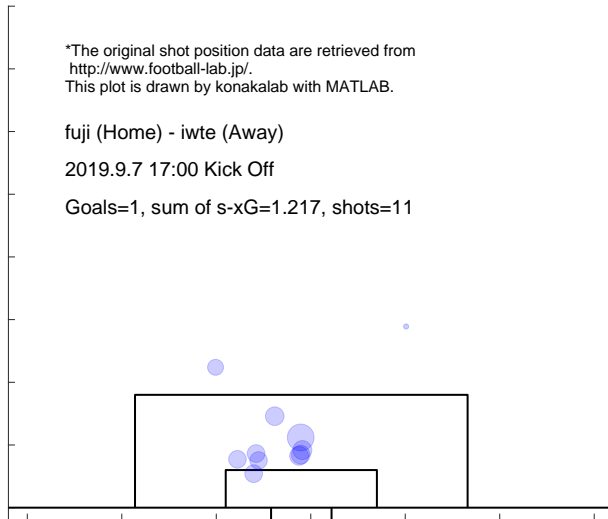 *The original shot position data are retrieved from
http://www.football-lab.jp/.
This plot is drawn by konakalab with MATLAB.
fuji (Home) - iwte (Away)
2019.9.7 17:00 Kick Off
Goals=1, sum of s-xG=1.217, shots=11